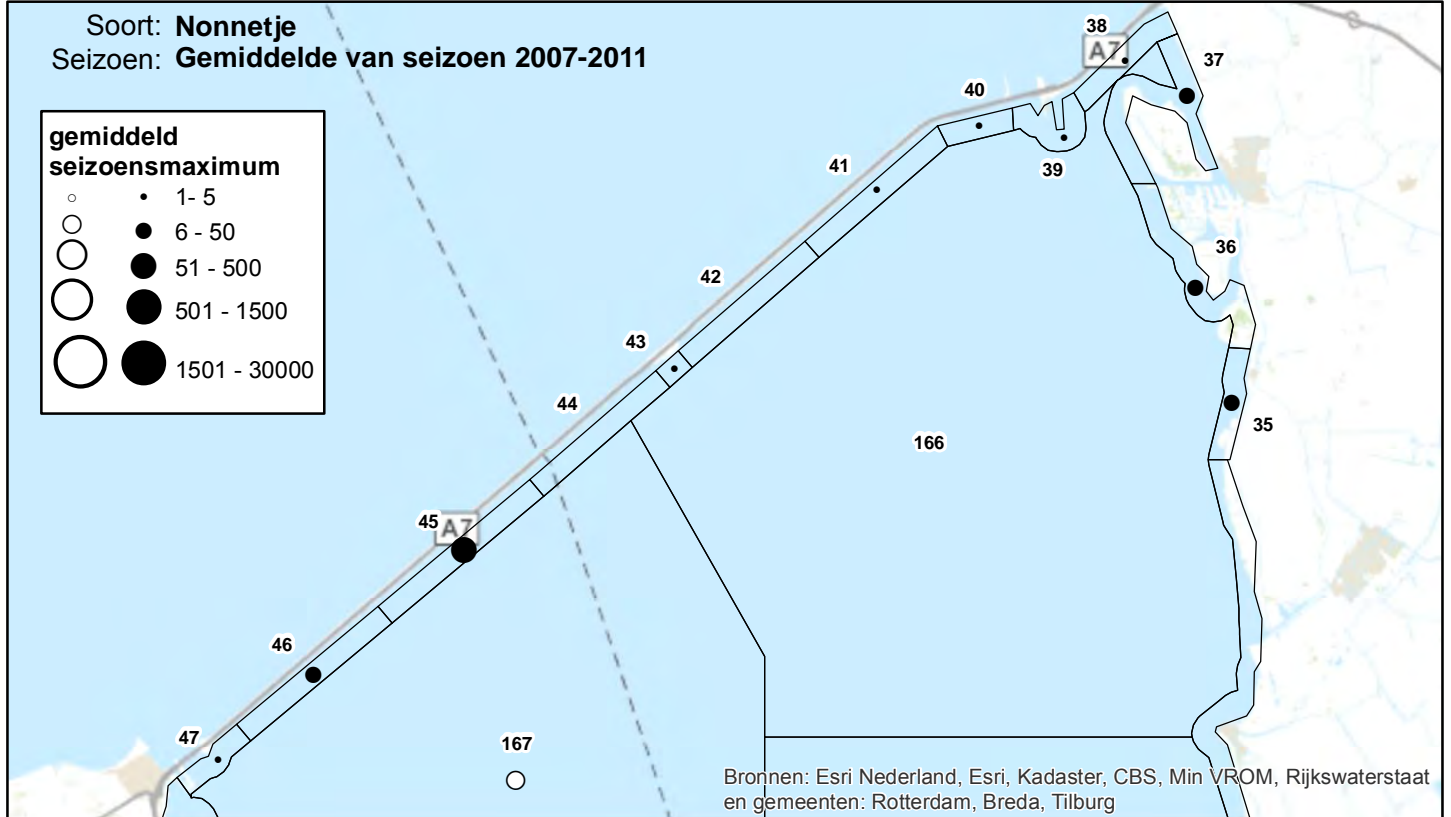 Soort: Nonnetje
Seizoen: Gemiddelde van seizoen 2007-2011
gemiddeld
seizoensmaximum
1- 5
6 - 50
51 - 500
501 - 1500
1501 - 30000
38
A7
37
40
39
41
36
42
43
35
44
166
45
A7
46
47
167
Bronnen: Esri Nederland, Esri, Kadaster, CBS, Min VROM, Rijkswaterstaat
en gemeenten: Rotterdam, Breda, Tilburg